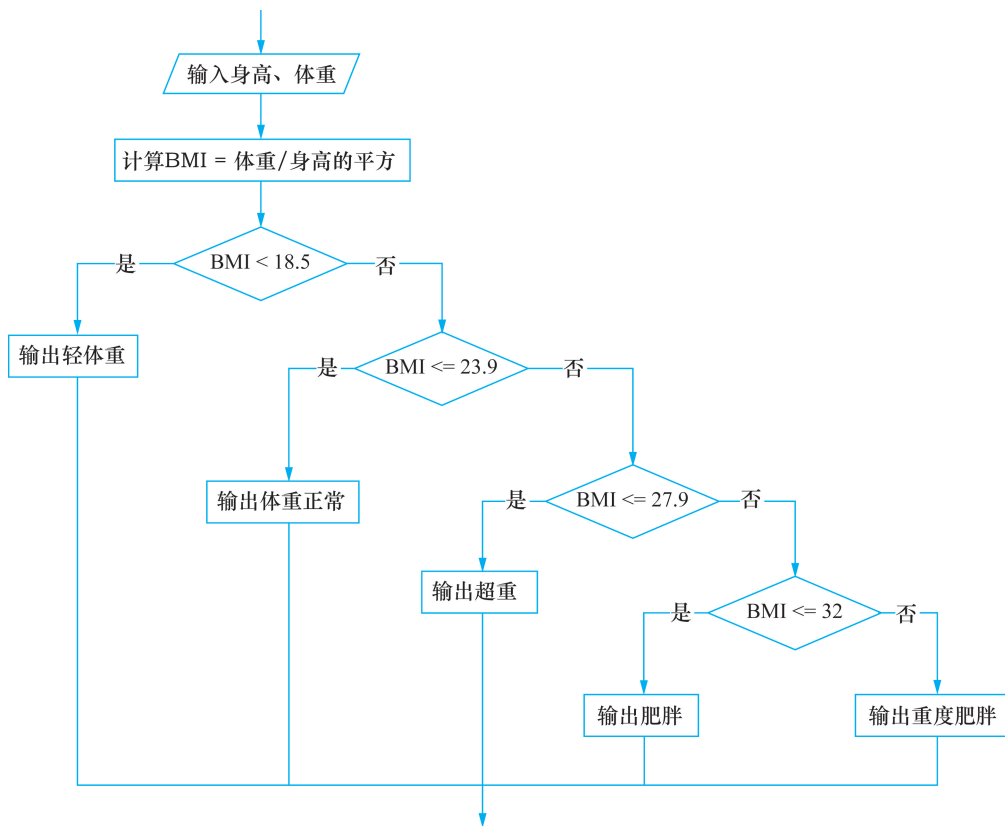 输入身高、体重
计算BMI = 体重/身高的平方
BMI < 18.5
是
否
输出轻体重
BMI <= 23.9
是
否
输出体重正常
BMI <= 27.9
是
否
输出超重
BMI <= 32
是
否
输出肥胖
输出重度肥胖